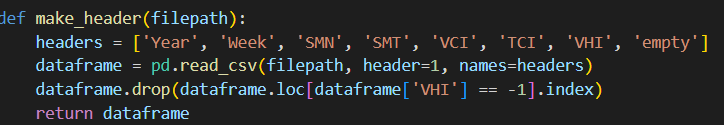 def make_header(filepath):
    headers = ['Year', 'Week', 'SMN', 'SMT', 'VCI', 'TCI', 'VHI', 'empty']
    dataframe = pd.read_csv(filepath, header=1, names=headers)
    dataframe.drop(dataframe.loc[dataframe['VHI'] == -1].index)
    return dataframe